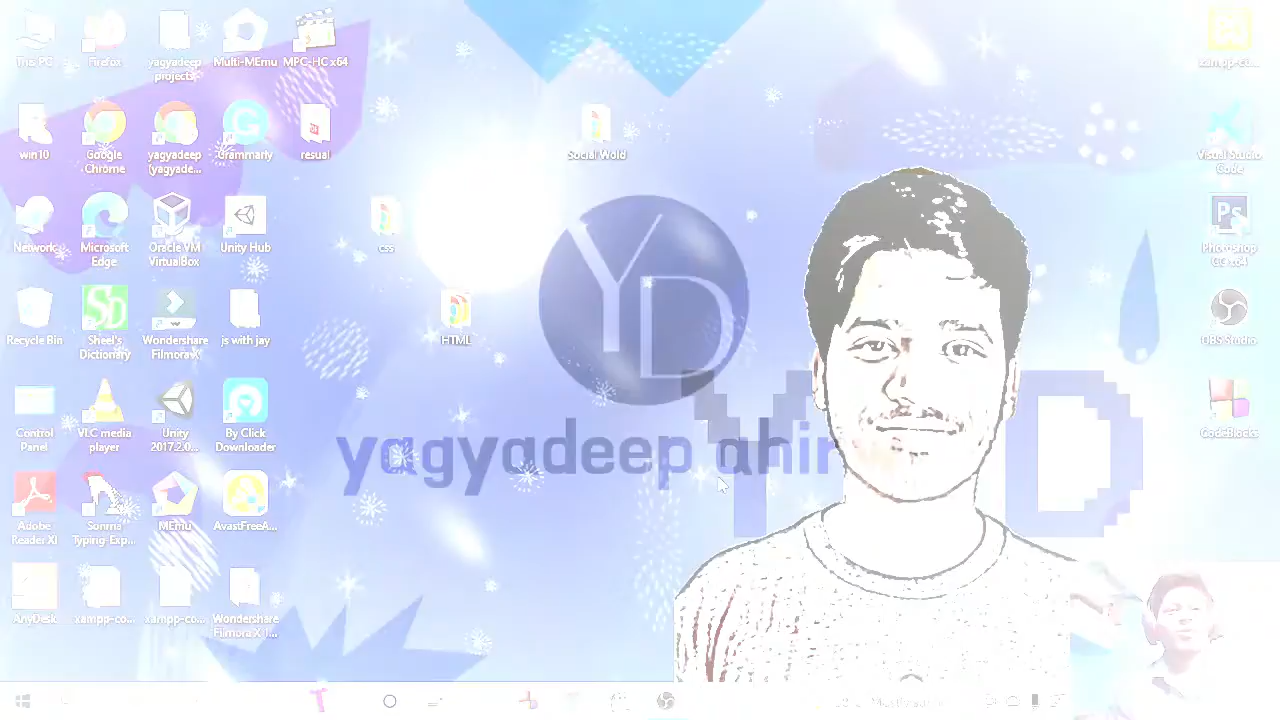 This PC
Firefox
yagyadeep
projects
Multi-MEmu
MPC-HC x64
win10
Google
Chrome
yagyadeep
(yagyade...
G
Grammarly
resual
Social Wold
Network
Microsoft
Edge
Oracle VM
VirtualBox
Unity Hub
css
Recycle Bin
SD
Sheel's
Dictionary
Wondershare
Filmora X
js with jay
HTML
Control
Panel
VLC media
player
Unity
2017.2.0...
By Click
Downloader
Adobe
Reader XI
Typing-Exp...
MEmu
AvastFreeA...
AnyDesk
xampp-co...
xampp-co...
Wondershare
YD
yagyadeep ahir
Y D
Visual Studio
Code
Ps
Photoshop
CC x64
OBS Studio
CodeBlocks